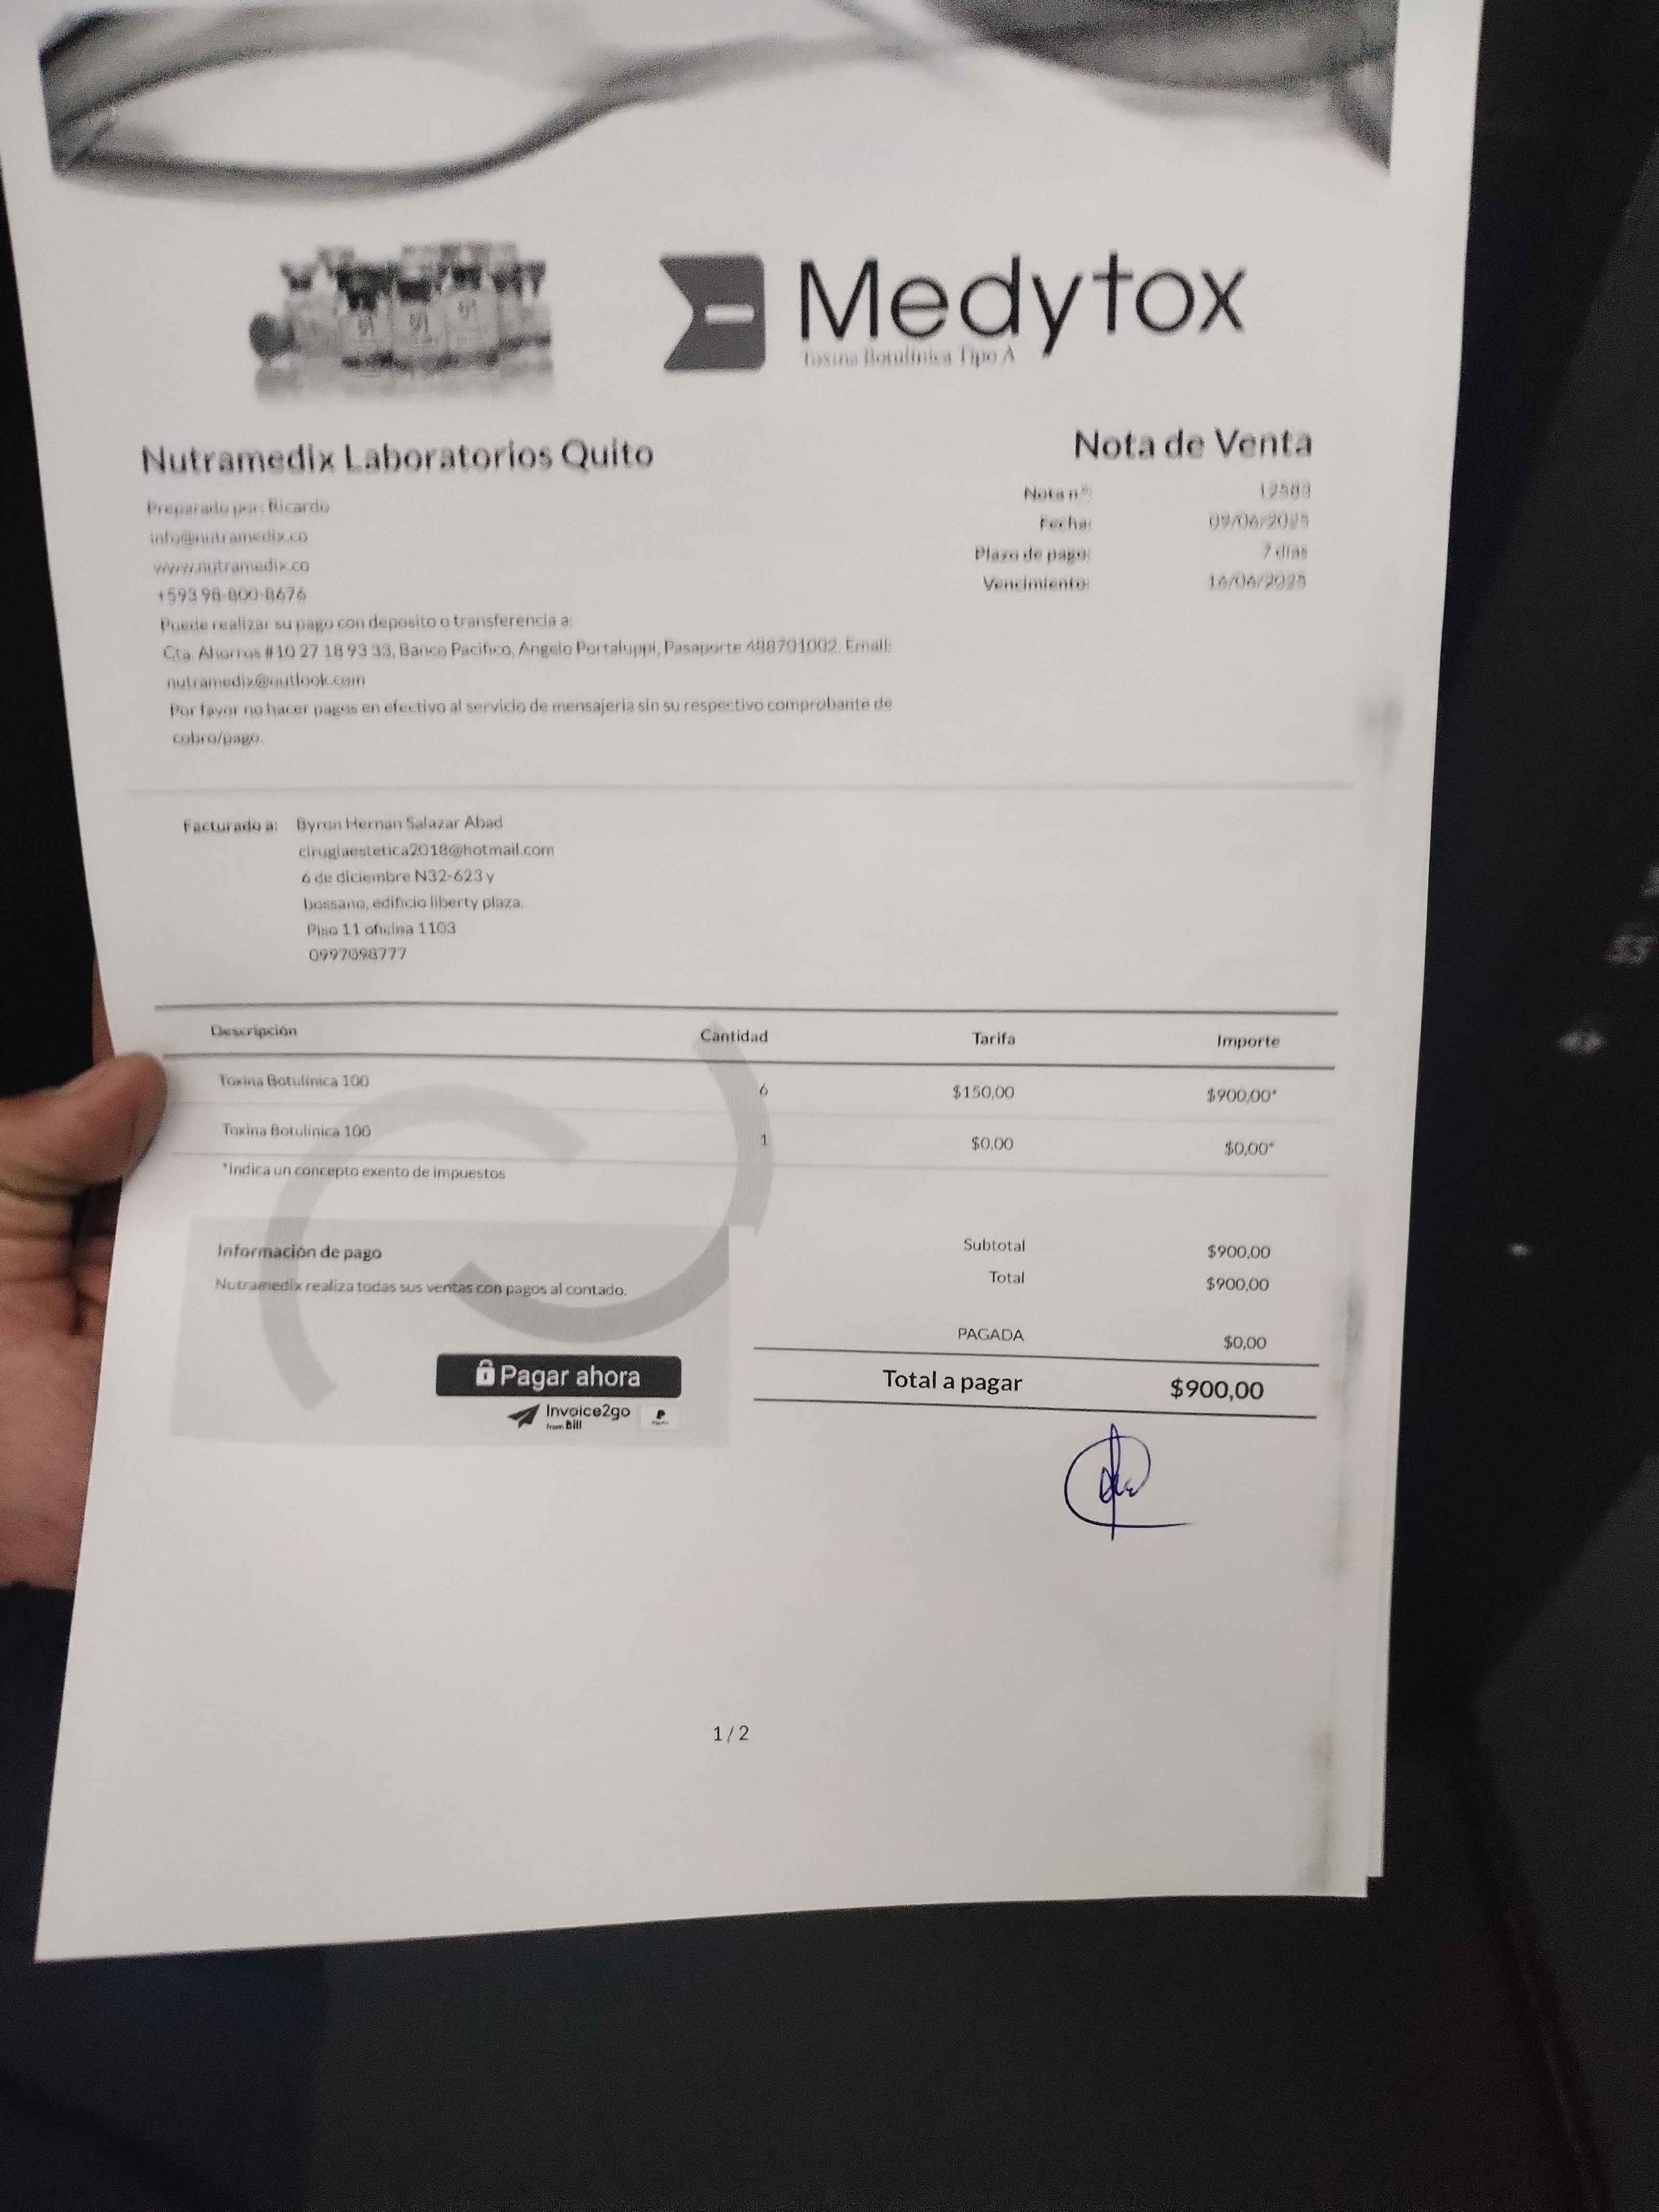 Medytox
Toxina Botulínica Tipo A
Nutramedix Laboratorios Quito
Preparado por: Ricardo
info@nutramedix.co
www.nutramedix.co
+593 98-800-8676
Puede realizar su pago con deposito o transferencia a:
Cta. Ahorros #10 27 18 93 33, Banco Pacifico, Angelo Portaluppi, Pasaporte 488701002. Email:
nutramedix@outlook.com
Por favor no hacer pagos en efectivo al servicio de mensajeria sin su respectivo comprobante de
cobro/pago.
Nota de Venta
Nota nº:
Fecha: 09/06/2025
Plazo de pago: 7 días
Vencimiento: 16/06/2025
Facturado a: Byron Hernan Salazar Abad
cirugiaestetica2018@hotmail.com
6 de diciembre N32-623 y
bossano, edificio liberty plaza.
Piso 11 oficina 1103
0997098777
Descripción Cantidad Tarifa Importe
Toxina Botulínica 100 6 $150,00 $900,00*
Toxina Botulínica 100 1 $0,00 $0,00*
*Indica un concepto exento de impuestos
Información de pago
Nutramedix realiza todas sus ventas con pagos al contado.
Pagar ahora
Invoice2go
from Bill
Subtotal $900,00
Total $900,00
PAGADA $0,00
Total a pagar $900,00
1 / 2